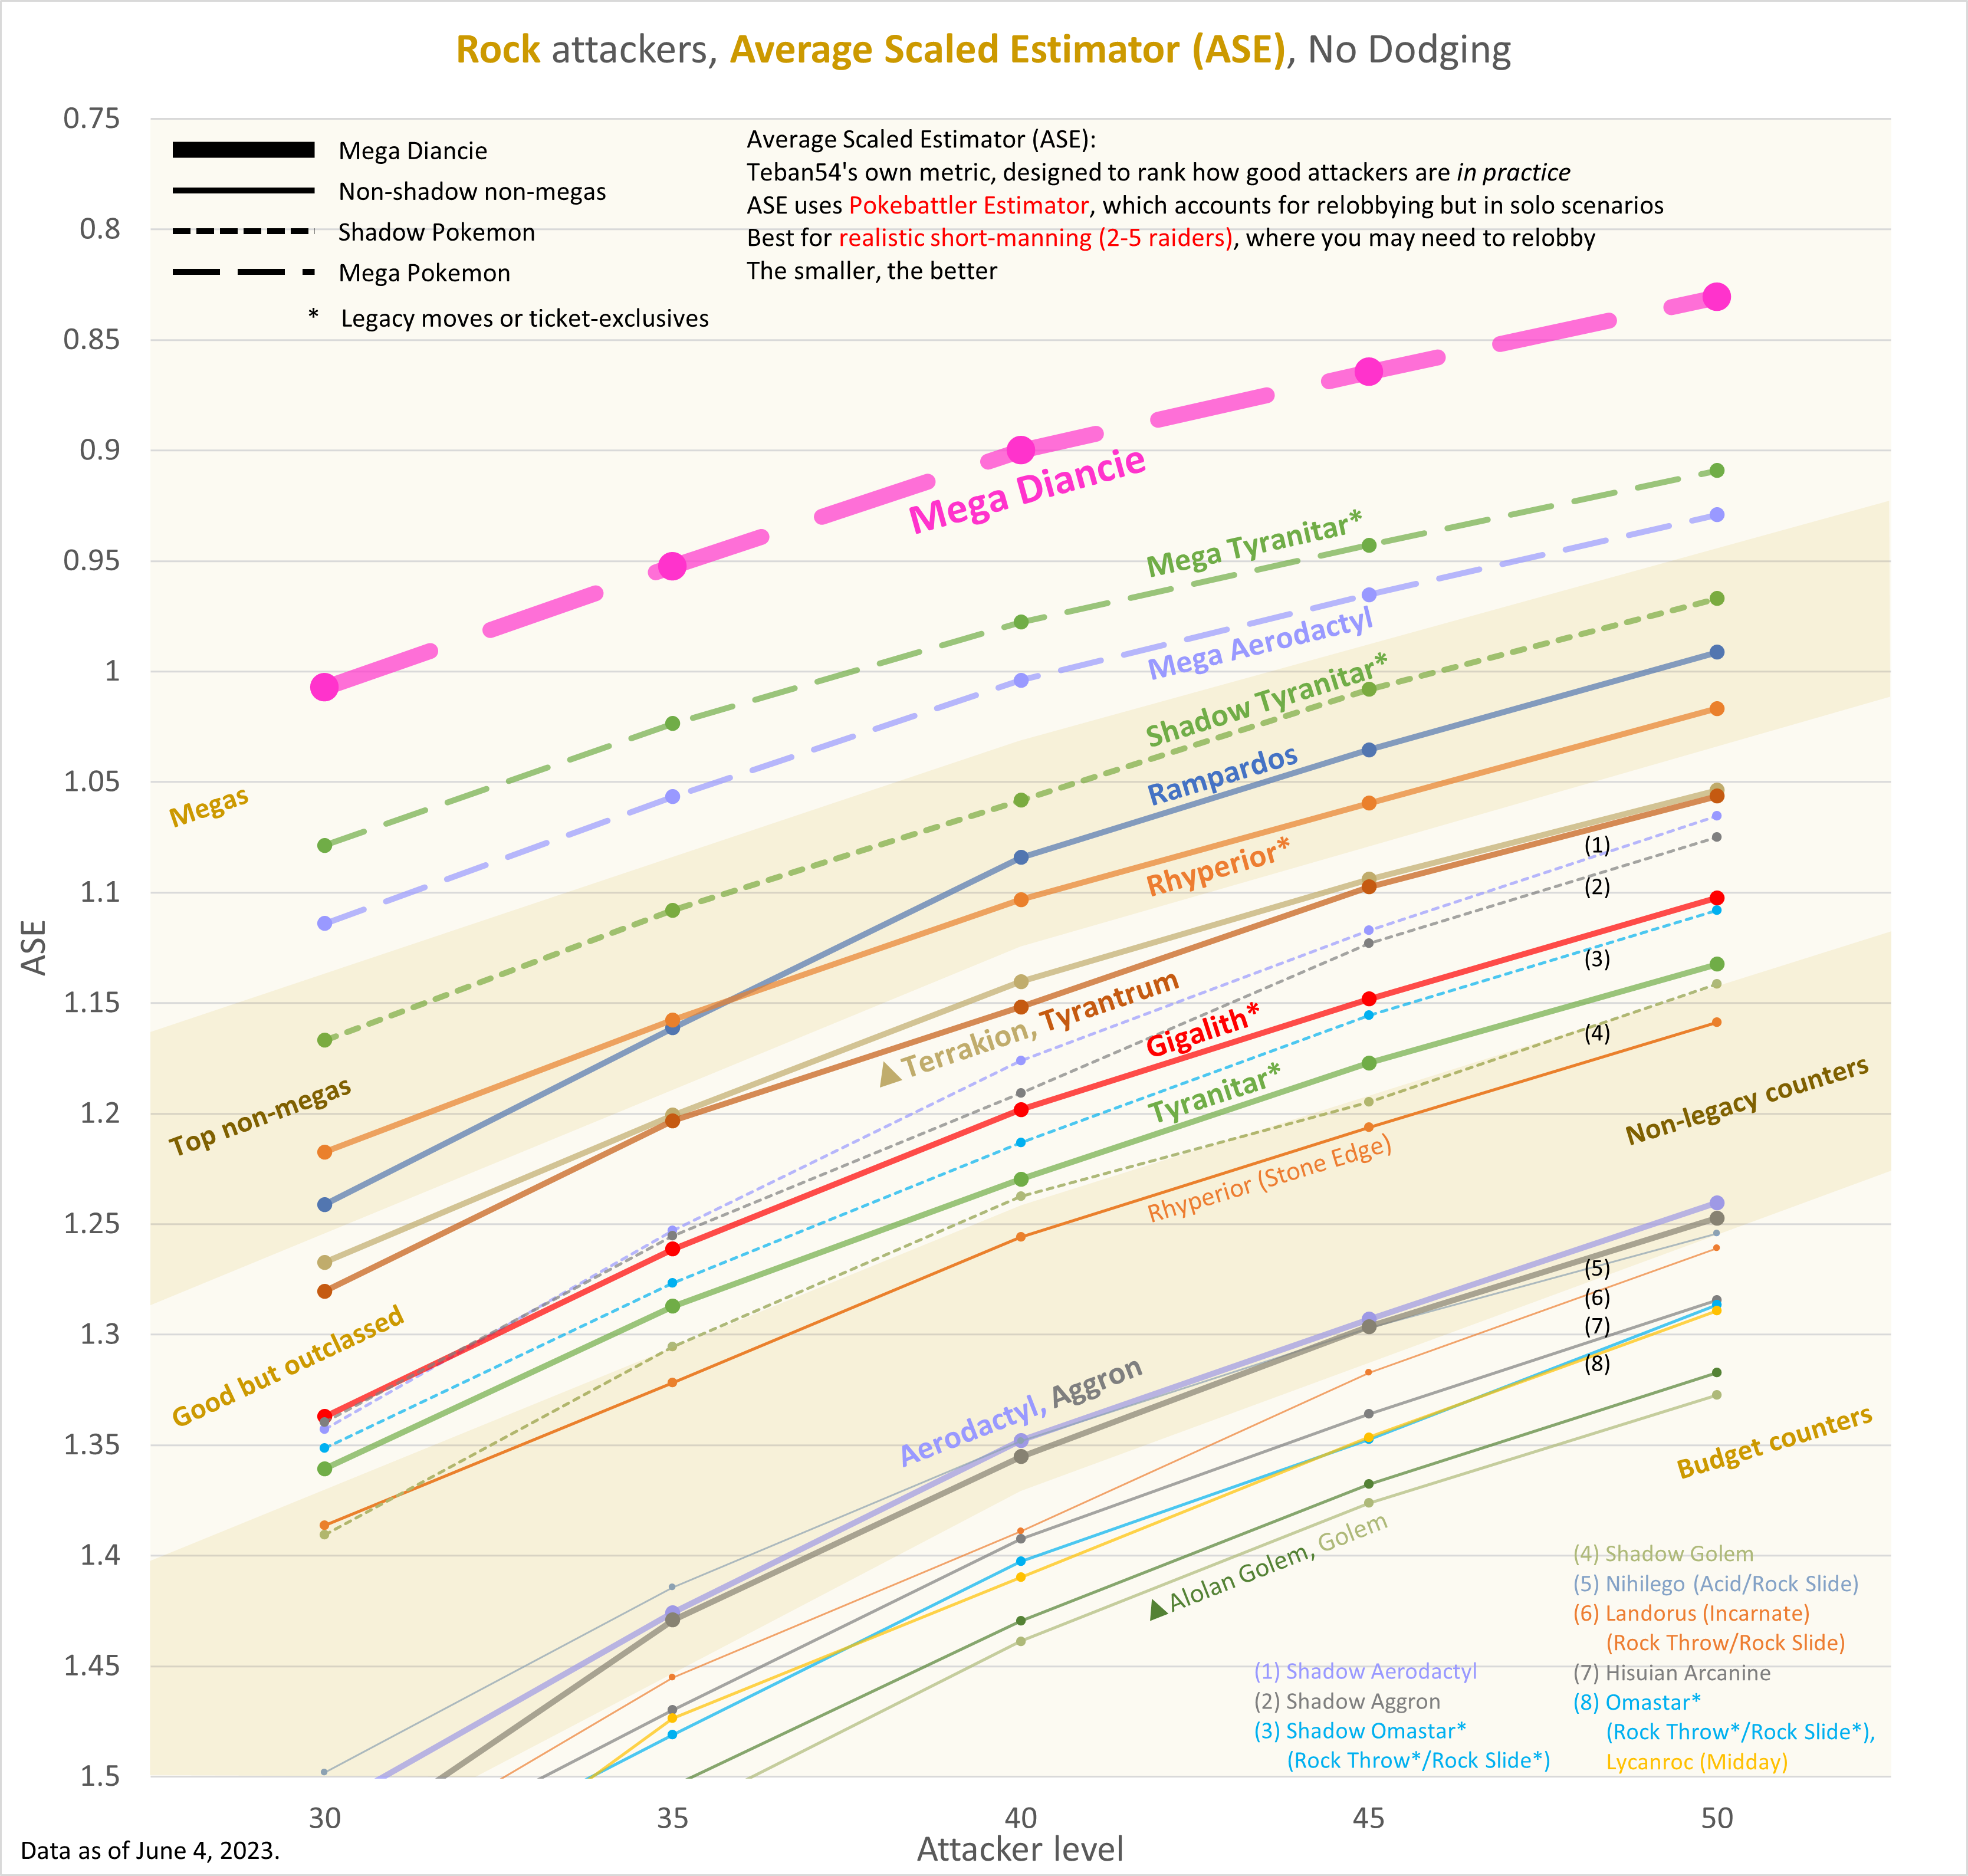 Rock attackers, Average Scaled Estimator (ASE), No Dodging
Mega Diancie
Non-shadow non-megas
Shadow Pokemon
Mega Pokemon
* Legacy moves or ticket-exclusives
Average Scaled Estimator (ASE):
Teban54's own metric, designed to rank how good attackers are in practice
ASE uses Pokebattler Estimator, which accounts for relobbying but in solo scenarios
Best for realistic short-manning (2-5 raiders), where you may need to relobby
The smaller, the better
0.75
0.8
0.85
0.9
0.95
1
1.05
1.1
1.15
1.2
1.25
1.3
1.35
1.4
1.45
1.5
ASE
Mega Diancie
Mega Tyranitar*
Mega Aerodactyl
Shadow Tyranitar*
Rampardos
Rhyperior*
▲Terrakion, Tyrantrum
Gigalith*
Tyranitar*
Rhyperior (Stone Edge)
Aerodactyl, Aggron
▲Alolan Golem, Golem
Megas
Top non-megas
Good but outclassed
Non-legacy counters
Budget counters
(1)
(2)
(3)
(4)
(5)
(6)
(7)
(8)
(1) Shadow Aerodactyl
(2) Shadow Aggron
(3) Shadow Omastar*
(Rock Throw*/Rock Slide*)
(4) Shadow Golem
(5) Nihilego (Acid/Rock Slide)
(6) Landorus (Incarnate)
(Rock Throw/Rock Slide)
(7) Hisuian Arcanine
(8) Omastar*
(Rock Throw*/Rock Slide*),
Lycanroc (Midday)
30
35
40
45
50
Attacker level
Data as of June 4, 2023.